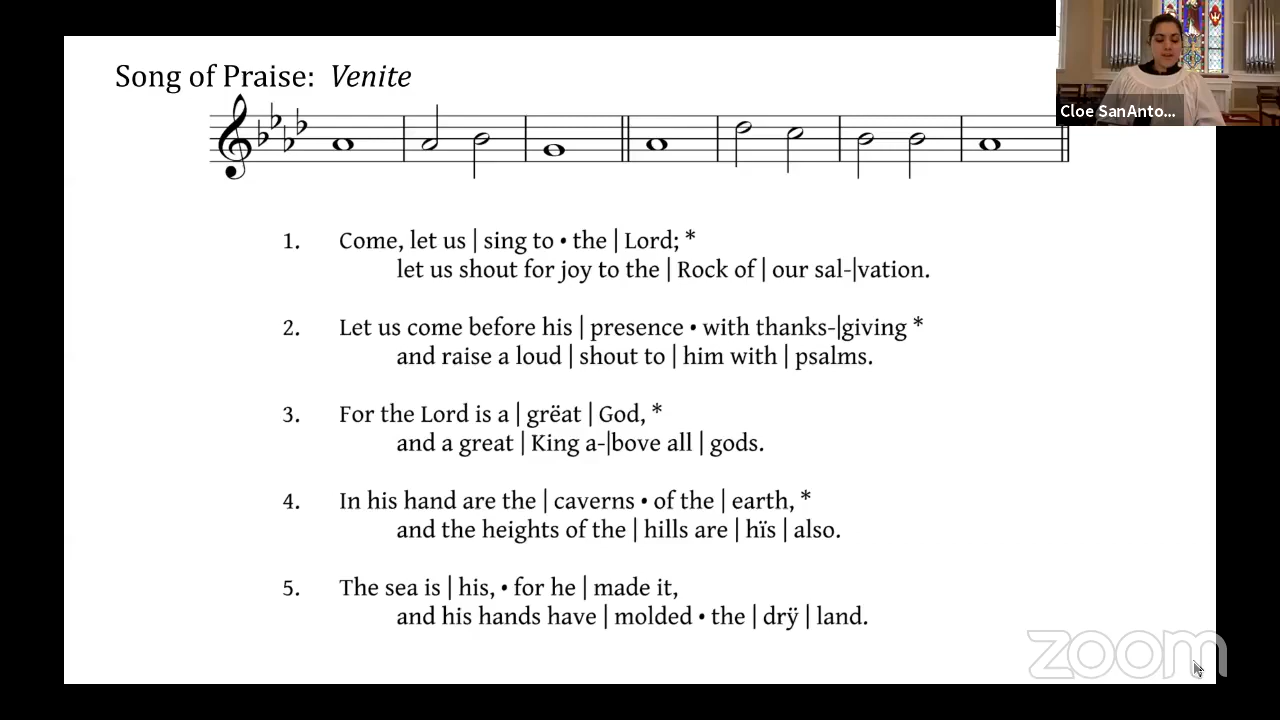 Song of Praise: Venite
Cloe SanAnto...
1. Come, let us | sing to • the | Lord; *
let us shout for joy to the | Rock of | our sal-|vation.
2. Let us come before his | presence • with thanks-|giving *
and raise a loud | shout to | him with | psalms.
3. For the Lord is a | grëat | God, *
and a great | King a-|bove all | gods.
4. In his hand are the | caverns • of the | earth, *
and the heights of the | hills are | hïs | also.
5. The sea is | his, • for he | made it,
and his hands have | molded • the | drÿ | land.
zoom